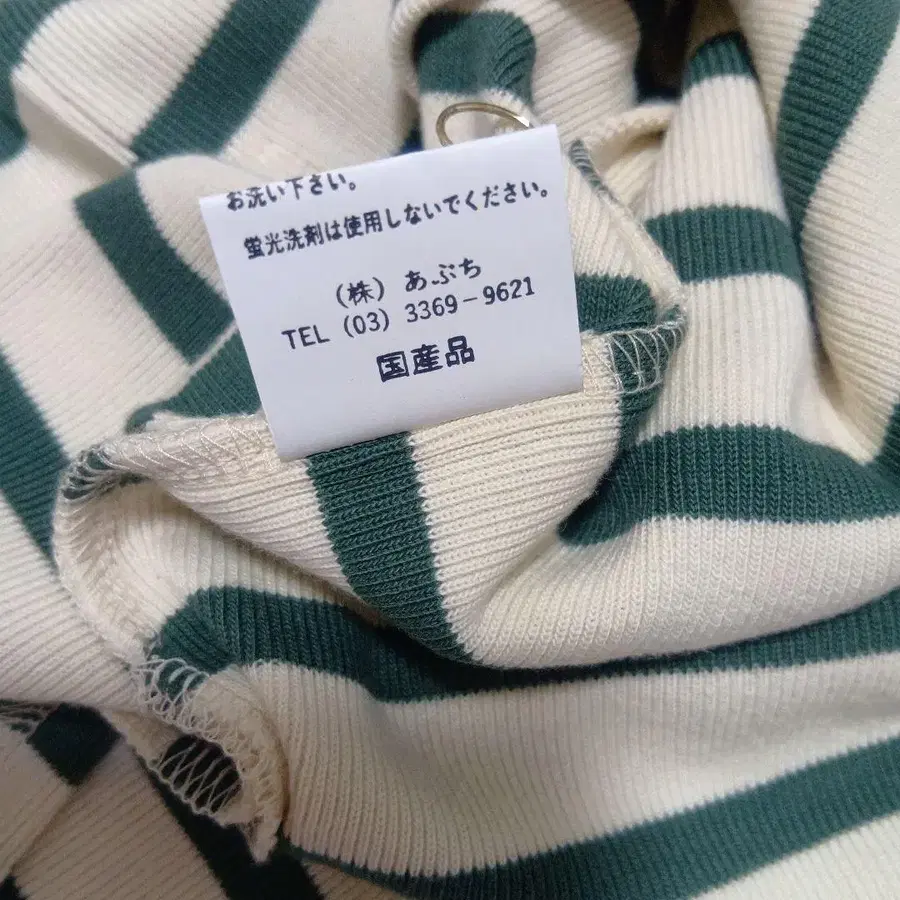 お洗い下さい。
蛍光洗剤は使用しないでください。
(株) あぶち
TEL (03) 3369-9621
国産品